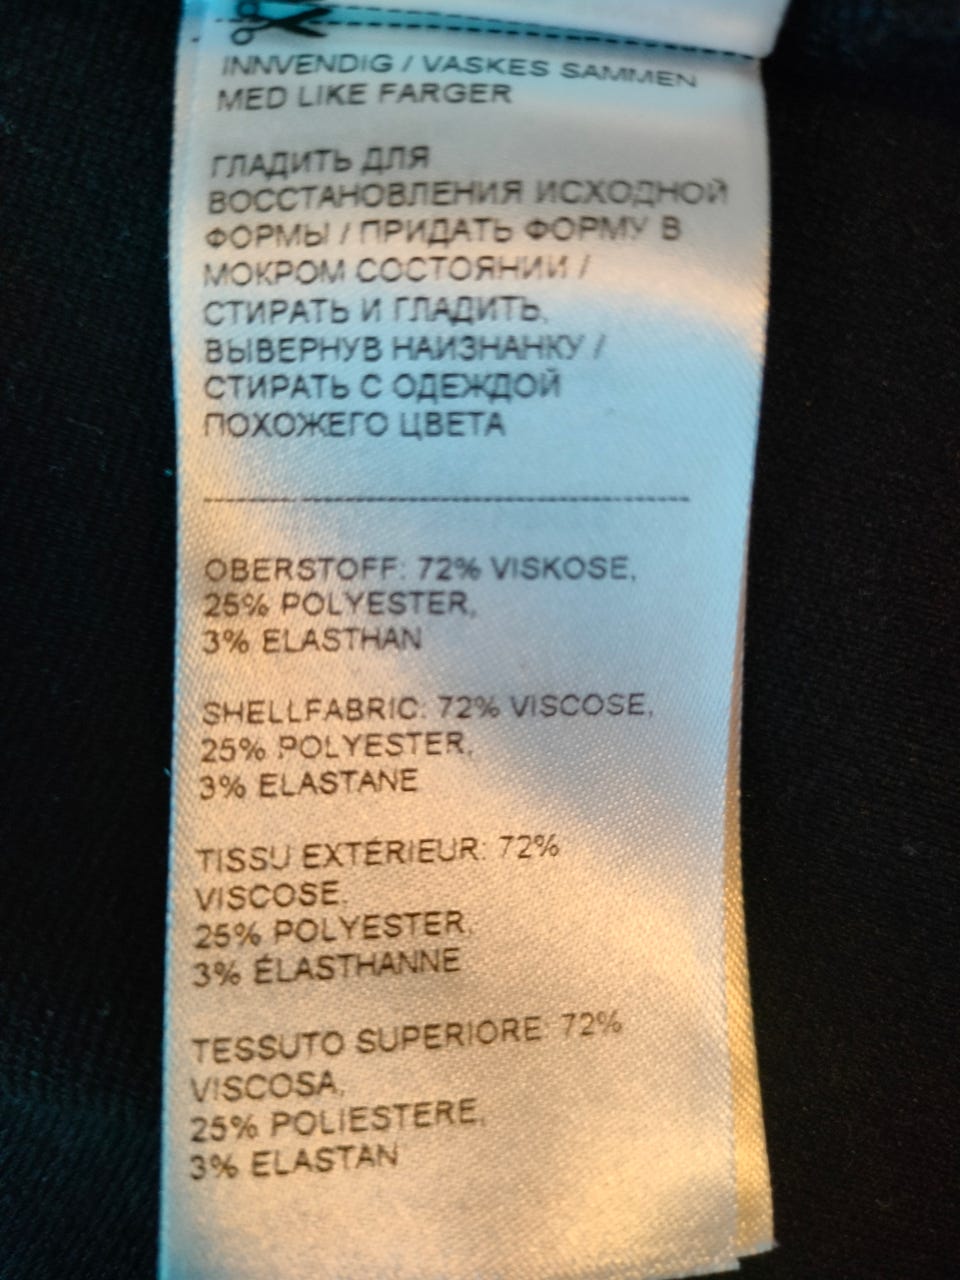 INNVENDIG / VASKES SAMMEN
MED LIKE FARGER
ГЛАДИТЬ ДЛЯ
ВОССТАНОВЛЕНИЯ ИСХОДНОЙ
ФОРМЫ / ПРИДАТЬ ФОРМУ В
МОКРОМ СОСТОЯНИИ /
СТИРАТЬ И ГЛАДИТЬ,
ВЫВЕРНУВ НАИЗНАНКУ /
СТИРАТЬ С ОДЕЖДОЙ
ПОХОЖЕГО ЦВЕТА
OBERSTOFF: 72% VISKOSE,
25% POLYESTER,
3% ELASTHAN
SHELLFABRIC: 72% VISCOSE,
25% POLYESTER,
3% ELASTANE
TISSU EXTÉRIEUR: 72%
VISCOSE,
25% POLYESTER,
3% ÉLASTHANNE
TESSUTO SUPERIORE: 72%
VISCOSA,
25% POLIESTERE,
3% ELASTAN